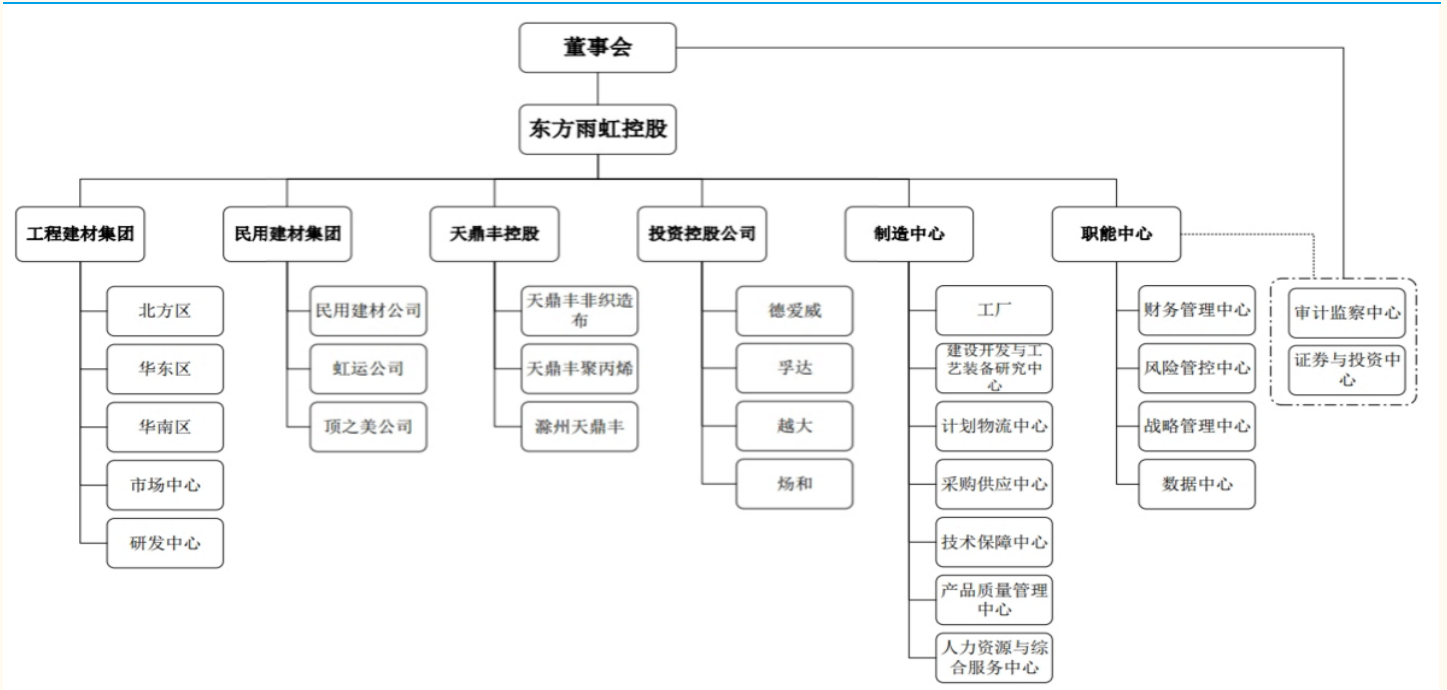 董事会
东方雨虹控股
工程建材集团
北方区
华东区
华南区
市场中心
研发中心
民用建材集团
民用建材公司
虹运公司
顶之美公司
天鼎丰控股
天鼎丰非织造
布
天鼎丰聚丙烯
滁州天鼎丰
投资控股公司
德爱威
孚达
越大
炀和
制造中心
工厂
建设开发与工
艺装备研究中
心
计划物流中心
采购供应中心
技术保障中心
产品质量管理
中心
人力资源与综
合服务中心
职能中心
财务管理中心
风险管控中心
战略管理中心
数据中心
审计监察中心
证券与投资中
心